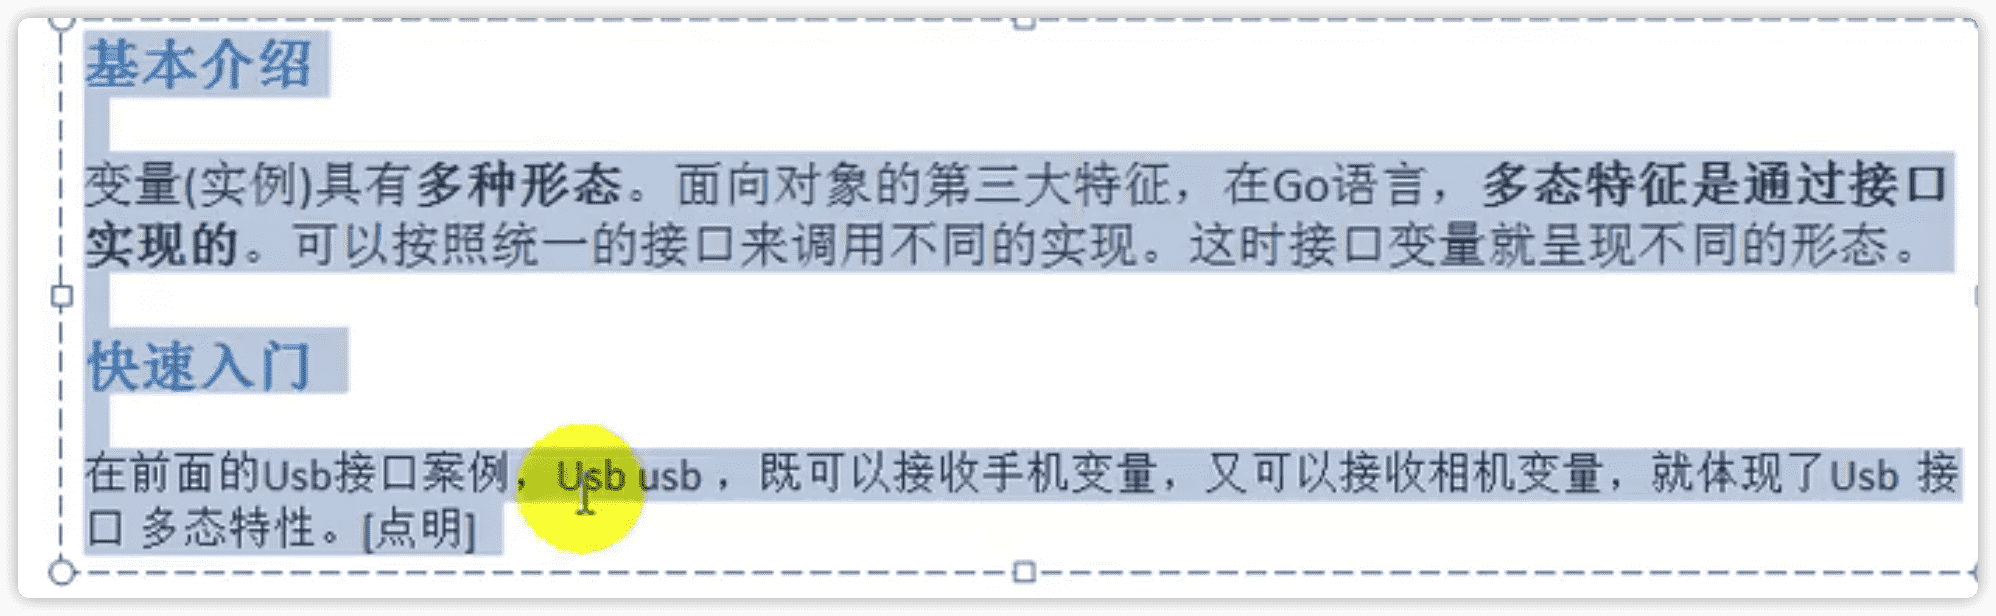 基本介绍
变量(实例)具有多种形态。面向对象的第三大特征，在Go语言，多态特征是通过接口
实现的。可以按照统一的接口来调用不同的实现。这时接口变量就呈现不同的形态。
快速入门
在前面的Usb接口案例，Usb usb ，既可以接收手机变量，又可以接收相机变量，就体现了Usb 接
口 多态特性。[点明]